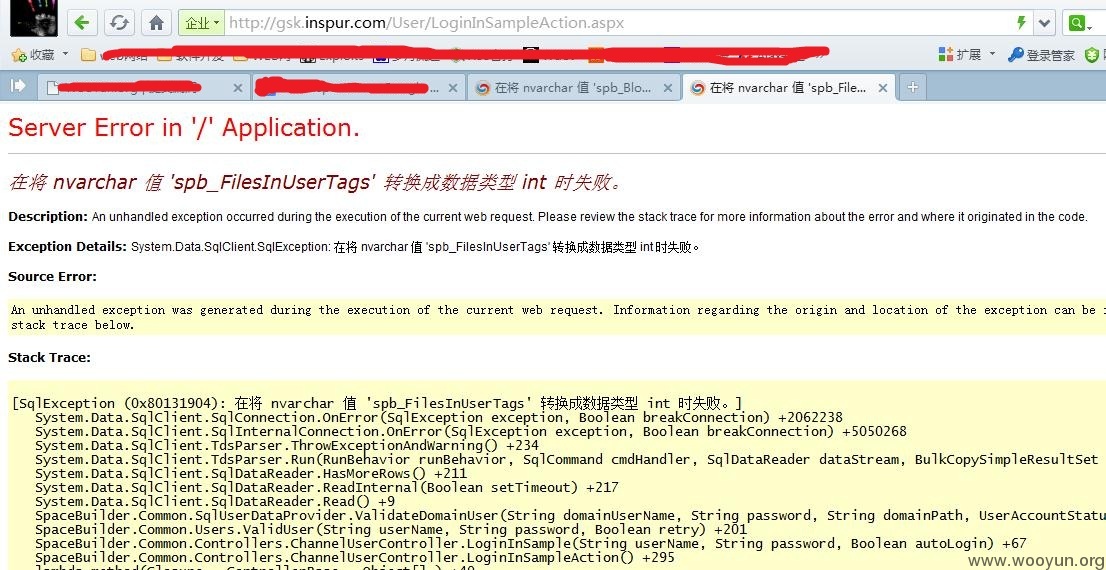 企业 http://gsk.inspur.com/User/LoginInSampleAction.aspx
收藏 扩展 登录管家
在将 nvarchar 值 'spb_Blo... 在将 nvarchar 值 'spb_File...
Server Error in '/' Application.
在将 nvarchar 值 'spb_FilesInUserTags' 转换成数据类型 int 时失败。
Description: An unhandled exception occurred during the execution of the current web request. Please review the stack trace for more information about the error and where it originated in the code.
Exception Details: System.Data.SqlClient.SqlException: 在将 nvarchar 值 'spb_FilesInUserTags' 转换成数据类型 int 时失败。
Source Error:
An unhandled exception was generated during the execution of the current web request. Information regarding the origin and location of the exception can be
stack trace below.
Stack Trace:
[SqlException (0x80131904): 在将 nvarchar 值 'spb_FilesInUserTags' 转换成数据类型 int 时失败。]
System.Data.SqlClient.SqlConnection.OnError(SqlException exception, Boolean breakConnection) +2062238
System.Data.SqlClient.SqlInternalConnection.OnError(SqlException exception, Boolean breakConnection) +5050268
System.Data.SqlClient.TdsParser.ThrowExceptionAndWarning() +234
System.Data.SqlClient.TdsParser.Run(RunBehavior runBehavior, SqlCommand cmdHandler, SqlDataReader dataStream, BulkCopySimpleResultSet
System.Data.SqlClient.SqlDataReader.HasMoreRows() +211
System.Data.SqlClient.SqlDataReader.ReadInternal(Boolean setTimeout) +217
System.Data.SqlClient.SqlDataReader.Read() +9
SpaceBuilder.Common.SqlUserDataProvider.ValidateDomainUser(String domainUserName, String password, String domainPath, UserAccountStatu
SpaceBuilder.Common.Users.ValidUser(String userName, String password, Boolean retry) +201
SpaceBuilder.Common.Controllers.ChannelUserController.LoginInSample(String userName, String password, Boolean autoLogin) +67
SpaceBuilder.Common.Controllers.ChannelUserController.LoginInSampleAction() +295
www.wooyun.org